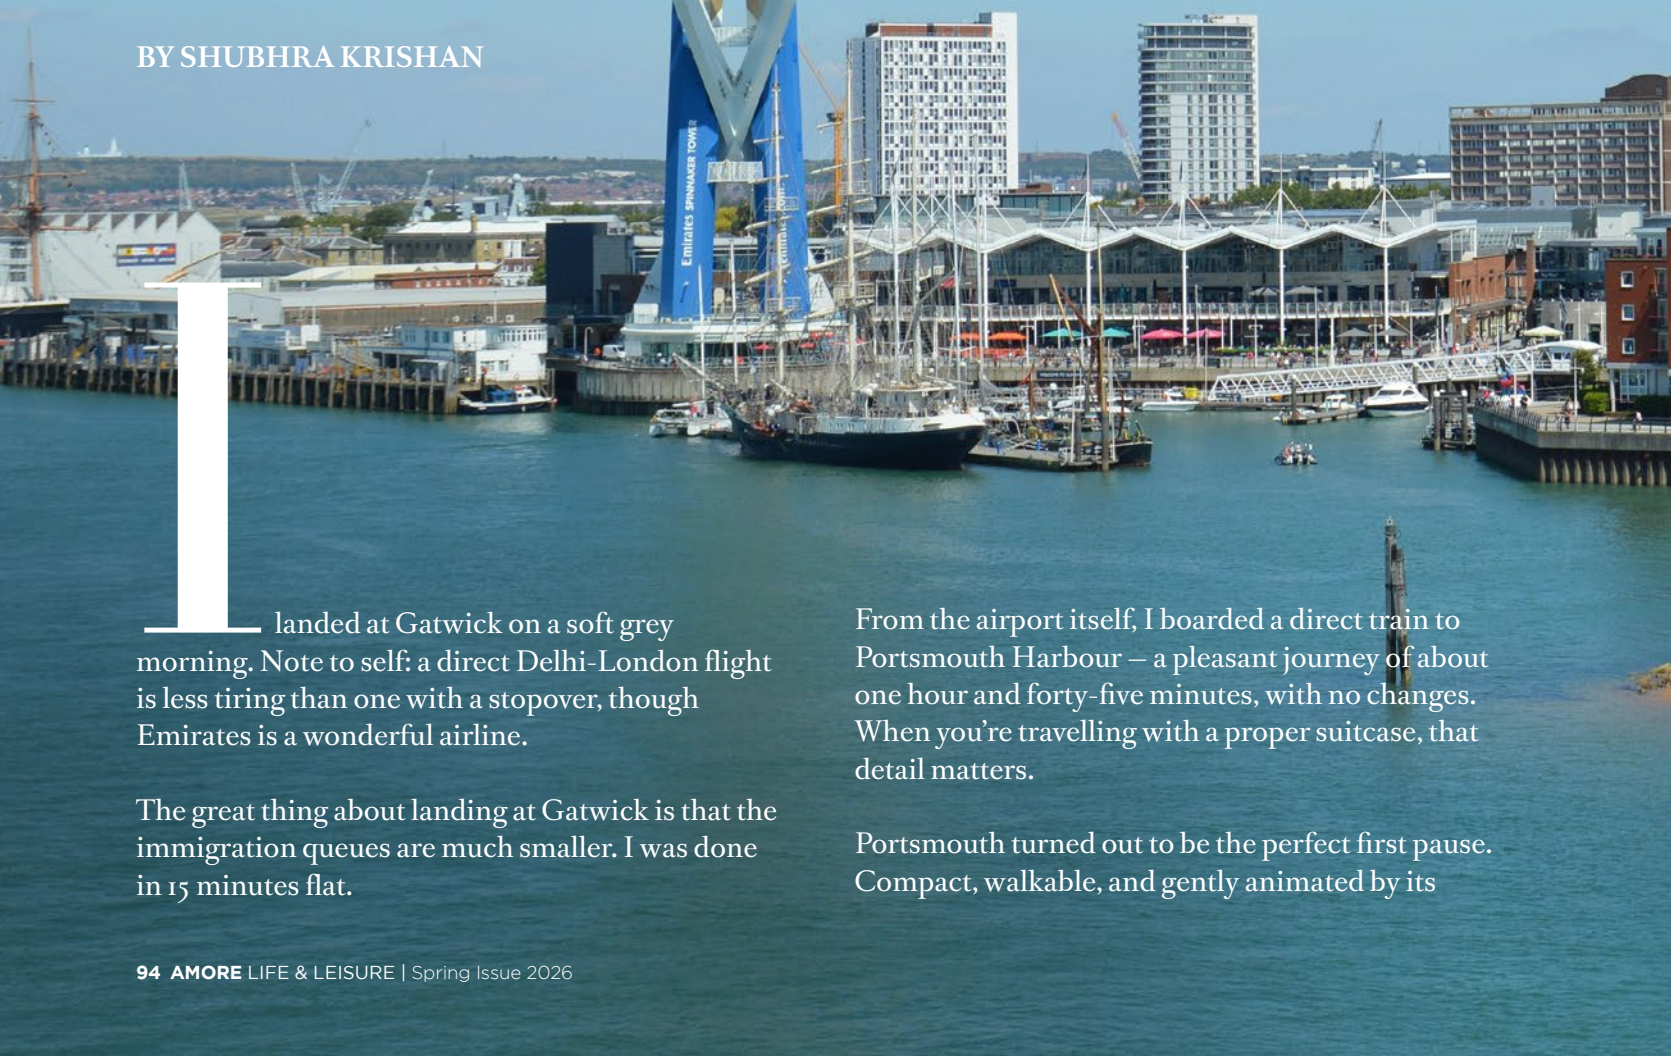 BY SHUBHRA KRISHAN
Emirates SPINNAKER TOWER
I landed at Gatwick on a soft grey
morning. Note to self: a direct Delhi-London flight
is less tiring than one with a stopover, though
Emirates is a wonderful airline.
The great thing about landing at Gatwick is that the
immigration queues are much smaller. I was done
in 15 minutes flat.
From the airport itself, I boarded a direct train to
Portsmouth Harbour – a pleasant journey of about
one hour and forty-five minutes, with no changes.
When you’re travelling with a proper suitcase, that
detail matters.
Portsmouth turned out to be the perfect first pause.
Compact, walkable, and gently animated by its
94 AMORE LIFE & LEISURE | Spring Issue 2026